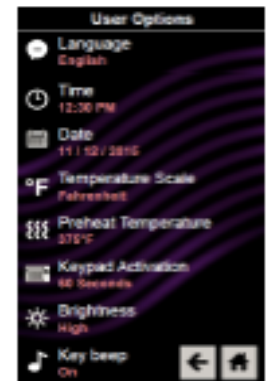 User Options
Language
English
Time
12:30 PM
Date
11 / 12 / 2015
°F
Temperature Scale
Fahrenheit
Preheat Temperature
375°F
Keypad Activation
60 Seconds
Brightness
High
Key beep
On